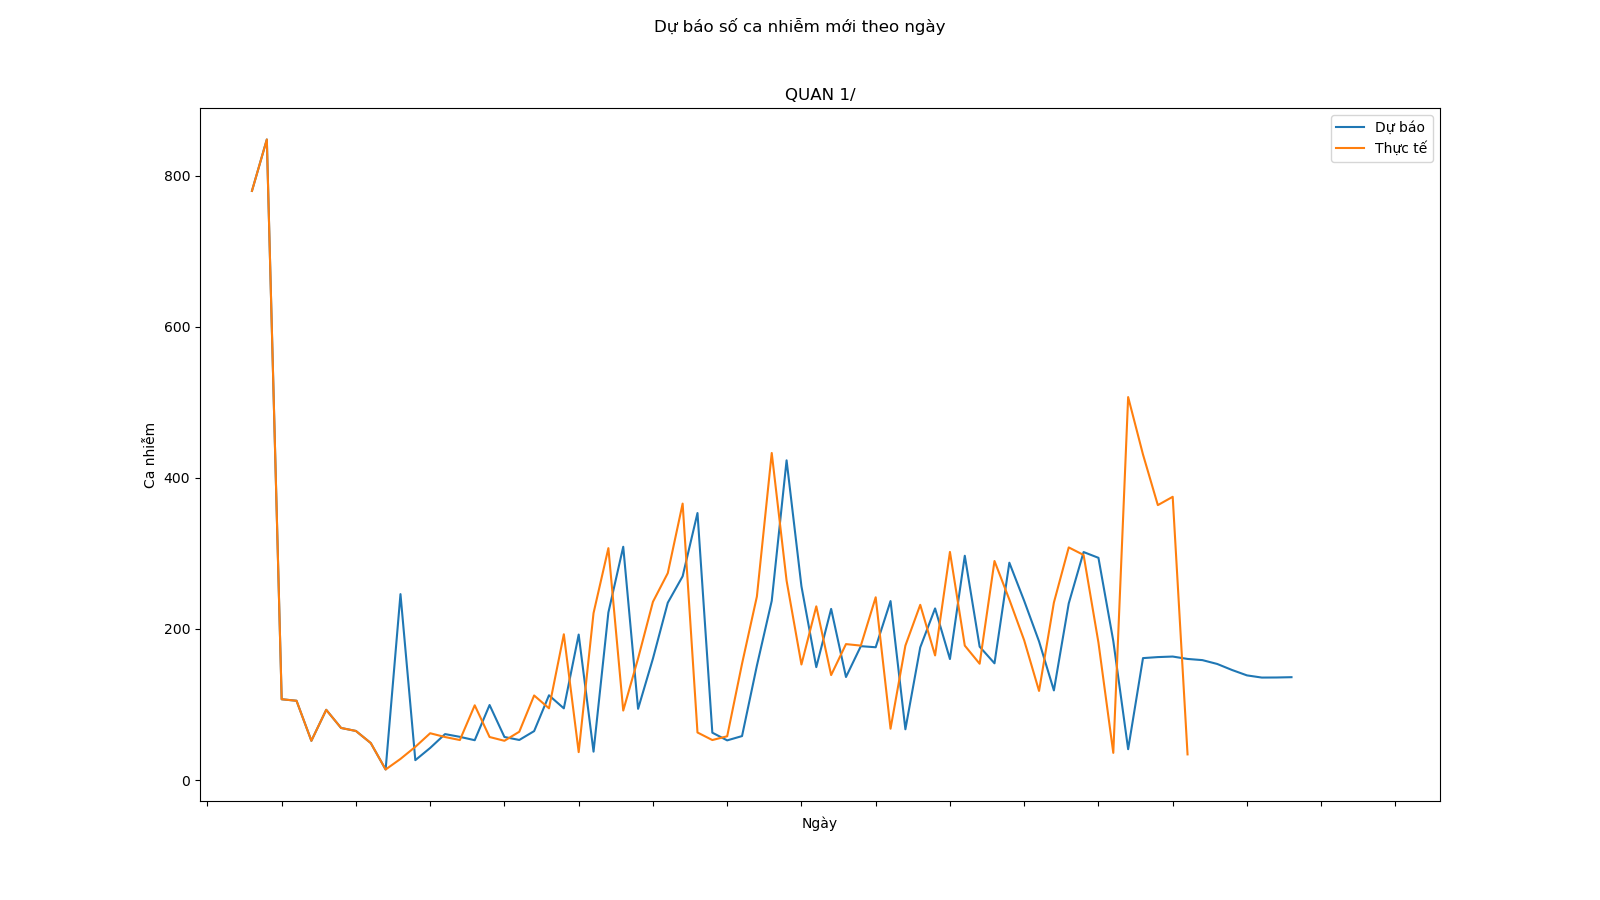 Dự báo số ca nhiễm mới theo ngày
QUAN 1/
Dự báo
Thực tế
800
600
400
200
0
Ca nhiễm
Ngày